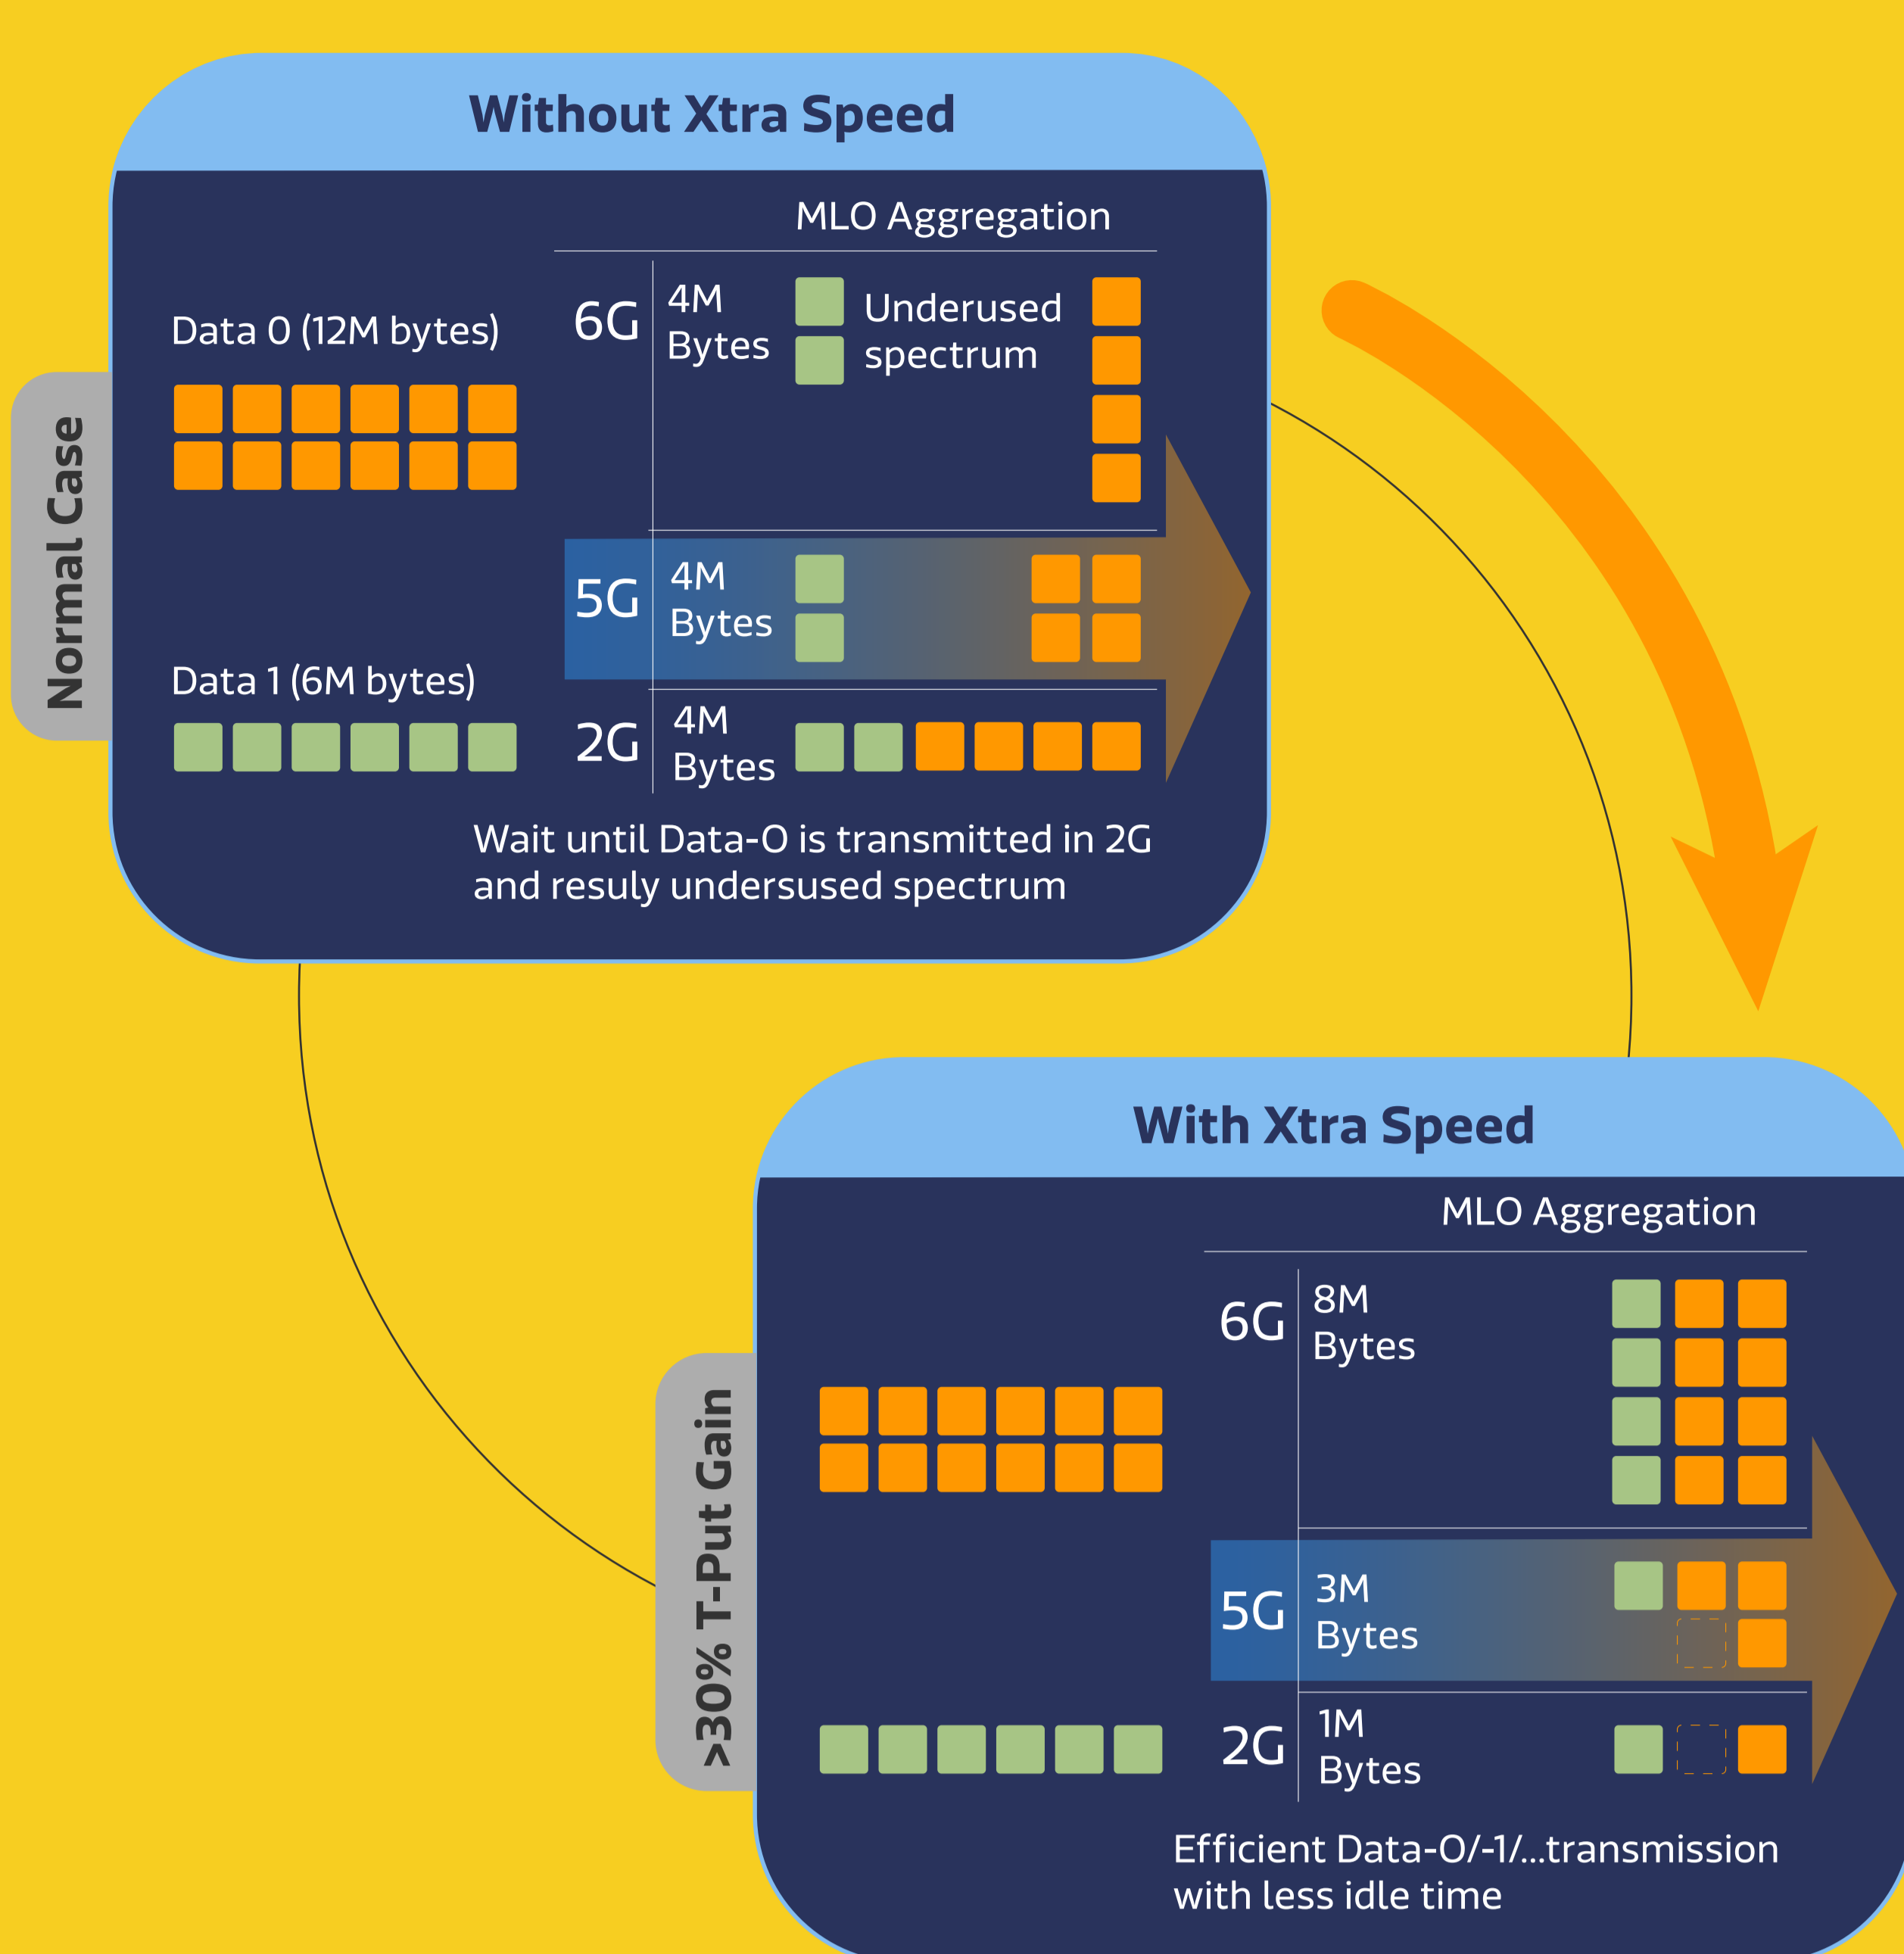 Without Xtra Speed
Normal Case
MLO Aggregation
Data 0 (12M bytes)
6G
4M
Bytes
Underused
spectrum
5G
4M
Bytes
Data 1 (6M bytes)
2G
4M
Bytes
Wait until Data-0 is transmitted in 2G
and resuly undersused spectrum
With Xtra Speed
>30% T-Put Gain
MLO Aggregation
6G
8M
Bytes
5G
3M
Bytes
2G
1M
Bytes
Efficient Data-0/-1/...transmission
with less idle time